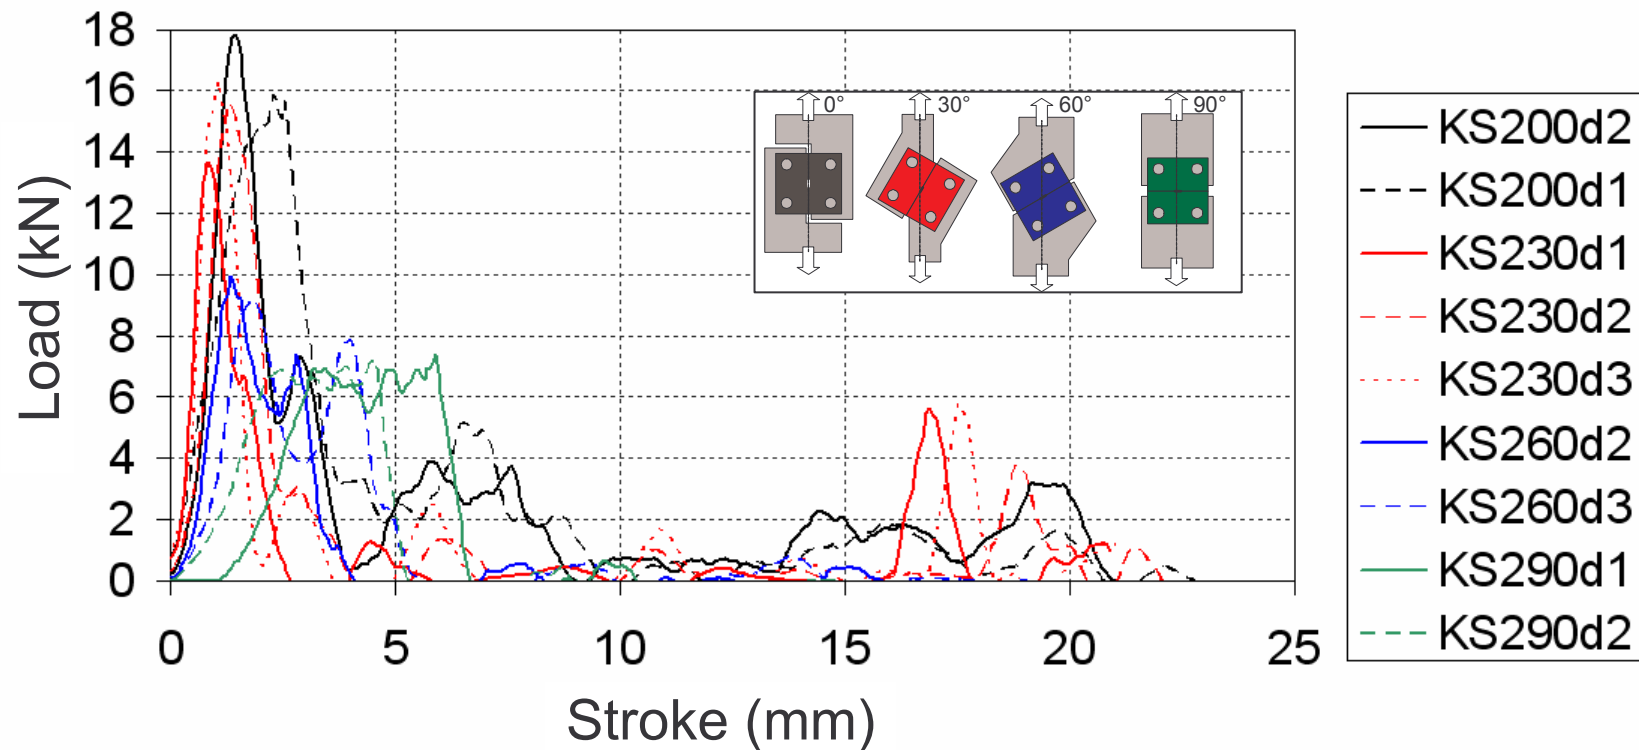 18
16
14
12
10
8
6
4
2
0
Load (kN)
0 5 10 15 20 25
Stroke (mm)
0° 30° 60° 90°
KS200d2
KS200d1
KS230d1
KS230d2
KS230d3
KS260d2
KS260d3
KS290d1
KS290d2